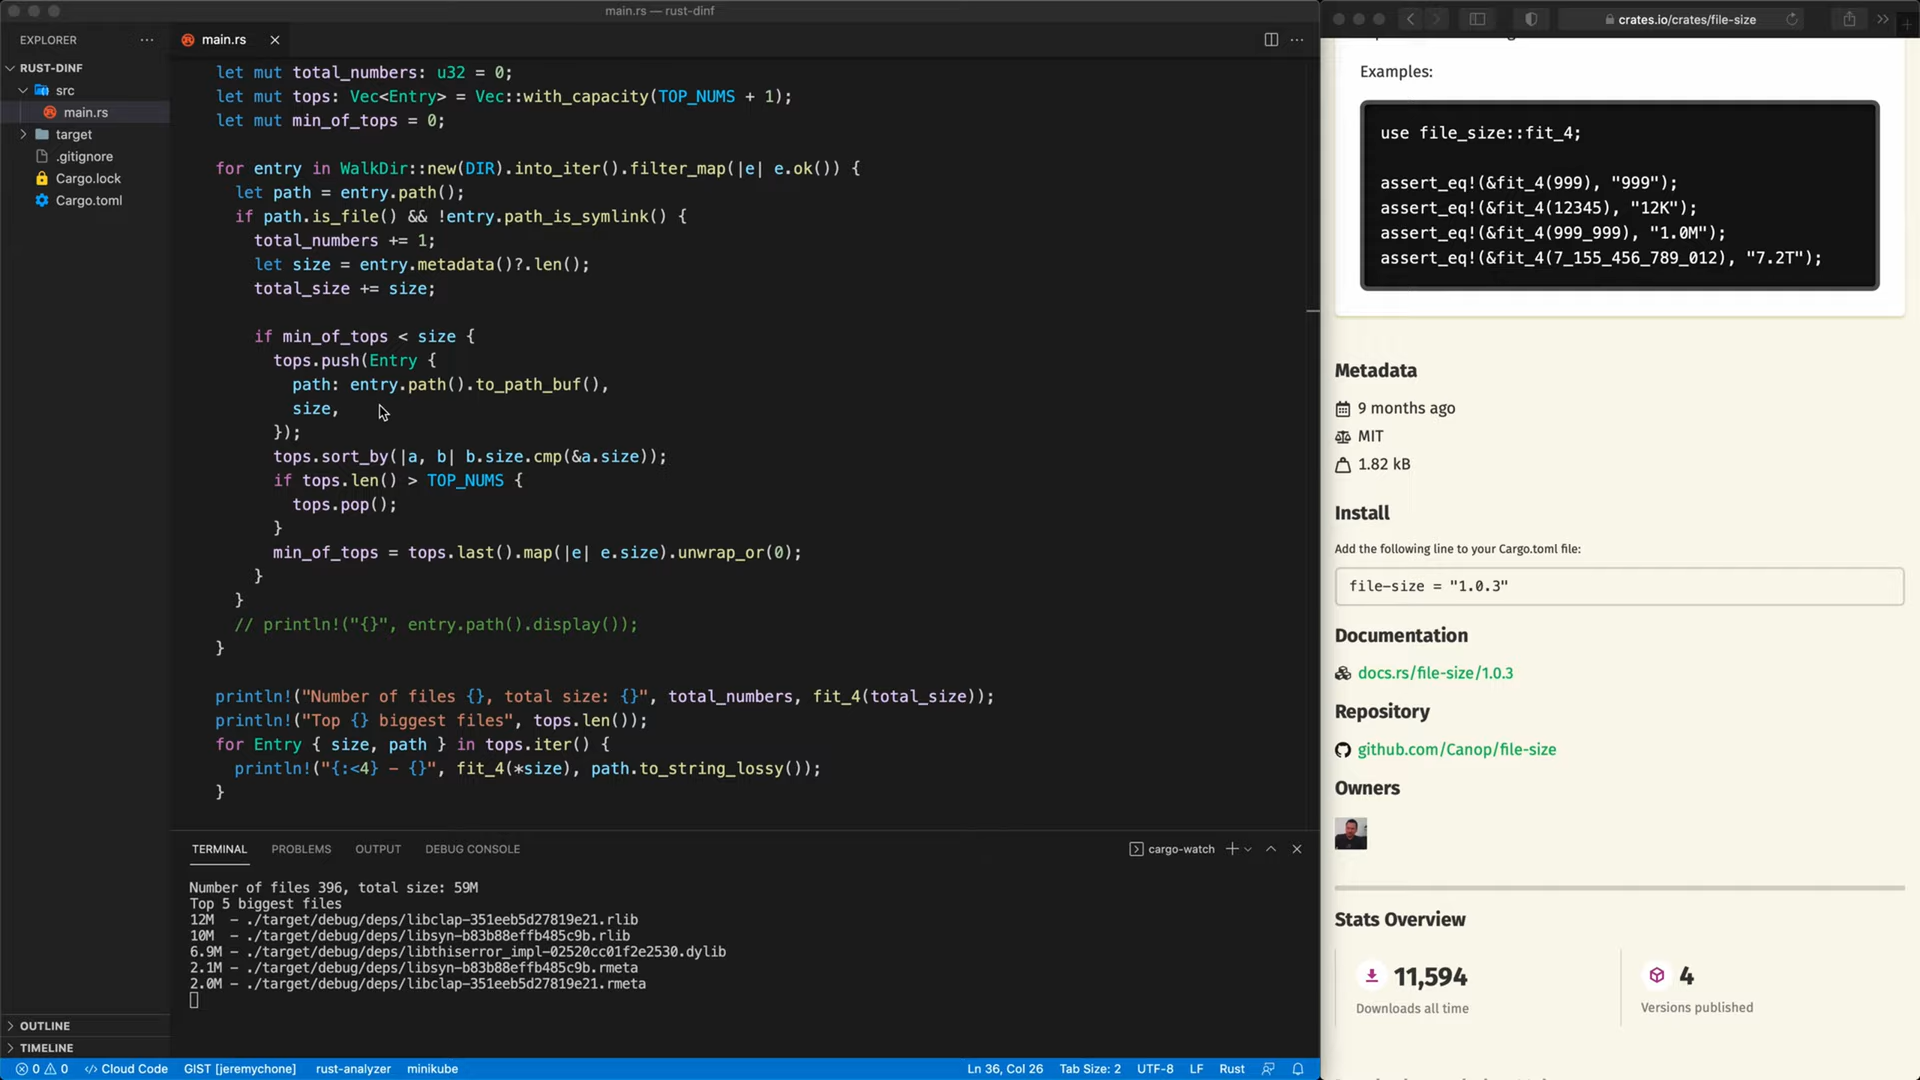 main.rs — rust-dinf
EXPLORER
RUST-DINF
src
main.rs
target
.gitignore
Cargo.lock
Cargo.toml
OUTLINE
TIMELINE
main.rs
let mut total_numbers: u32 = 0;
let mut tops: Vec<Entry> = Vec::with_capacity(TOP_NUMS + 1);
let mut min_of_tops = 0;
for entry in WalkDir::new(DIR).into_iter().filter_map(|e| e.ok()) {
let path = entry.path();
if path.is_file() && !entry.path_is_symlink() {
total_numbers += 1;
let size = entry.metadata()?.len();
total_size += size;
if min_of_tops < size {
tops.push(Entry {
path: entry.path().to_path_buf(),
size,
});
tops.sort_by(|a, b| b.size.cmp(&a.size));
if tops.len() > TOP_NUMS {
tops.pop();
}
min_of_tops = tops.last().map(|e| e.size).unwrap_or(0);
}
}
// println!("{}", entry.path().display());
}
println!("Number of files {}, total size: {}", total_numbers, fit_4(total_size));
println!("Top {} biggest files", tops.len());
for Entry { size, path } in tops.iter() {
println!("{:<4} - {}", fit_4(*size), path.to_string_lossy());
}
TERMINAL PROBLEMS OUTPUT DEBUG CONSOLE
cargo-watch
Number of files 396, total size: 59M
Top 5 biggest files
12M  - ./target/debug/deps/libclap-351eeb5d27819e21.rlib
10M  - ./target/debug/deps/libsyn-b83b88effb485c9b.rlib
6.9M - ./target/debug/deps/libthiserror_impl-02520cc01f2e2530.dylib
2.1M - ./target/debug/deps/libsyn-b83b88effb485c9b.rmeta
2.0M - ./target/debug/deps/libclap-351eeb5d27819e21.rmeta
0 0 Cloud Code GIST [jeremychone] rust-analyzer minikube
Ln 36, Col 26 Tab Size: 2 UTF-8 LF Rust
crates.io/crates/file-size
Examples:
use file_size::fit_4;
assert_eq!(&fit_4(999), "999");
assert_eq!(&fit_4(12345), "12K");
assert_eq!(&fit_4(999_999), "1.0M");
assert_eq!(&fit_4(7_155_456_789_012), "7.2T");
Metadata
9 months ago
MIT
1.82 kB
Install
Add the following line to your Cargo.toml file:
file-size = "1.0.3"
Documentation
docs.rs/file-size/1.0.3
Repository
github.com/Canop/file-size
Owners
Stats Overview
11,594
Downloads all time
4
Versions published